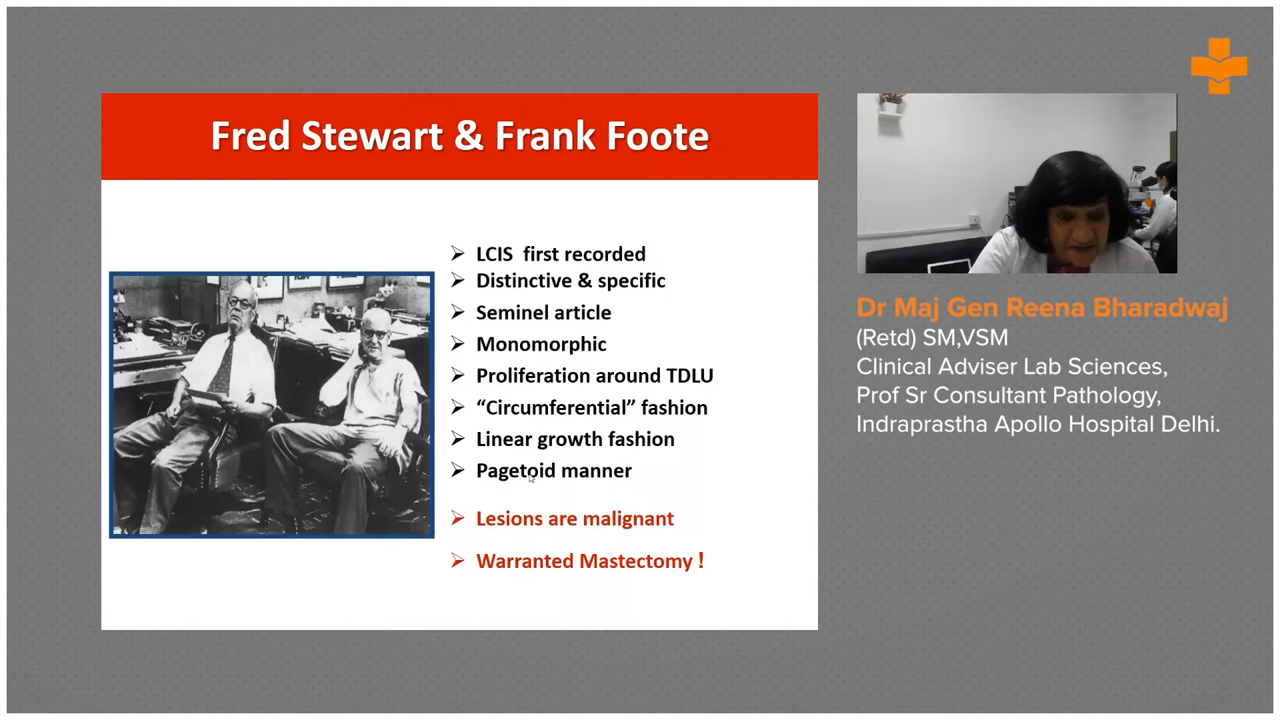 Fred Stewart & Frank Foote
LCIS first recorded
Distinctive & specific
Seminel article
Monomorphic
Proliferation around TDLU
“Circumferential” fashion
Linear growth fashion
Pagetoid manner
Lesions are malignant
Warranted Mastectomy !
Dr Maj Gen Reena Bharadwaj
(Retd) SM,VSM
Clinical Adviser Lab Sciences,
Prof Sr Consultant Pathology,
Indraprastha Apollo Hospital Delhi.